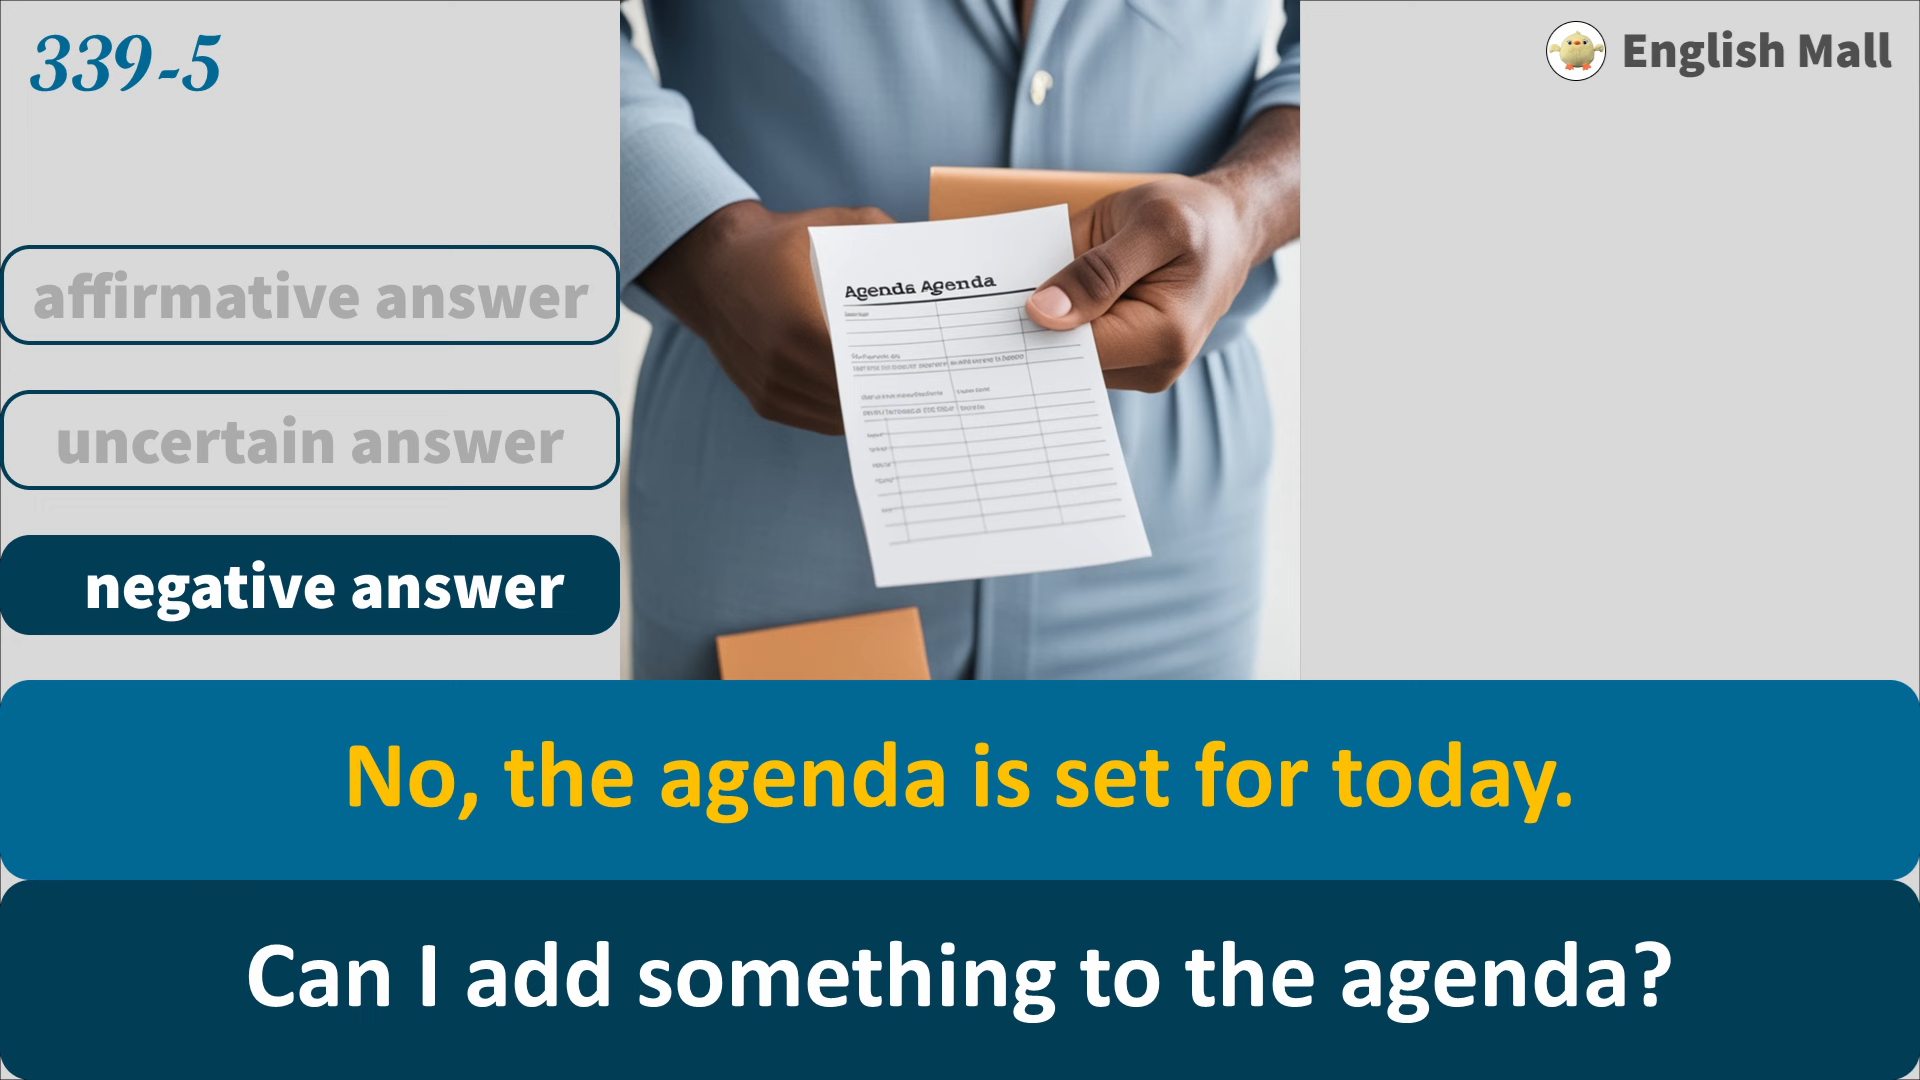 339-5
English Mall
affirmative answer
uncertain answer
negative answer
Agenda Agenda
No, the agenda is set for today.
Can I add something to the agenda?